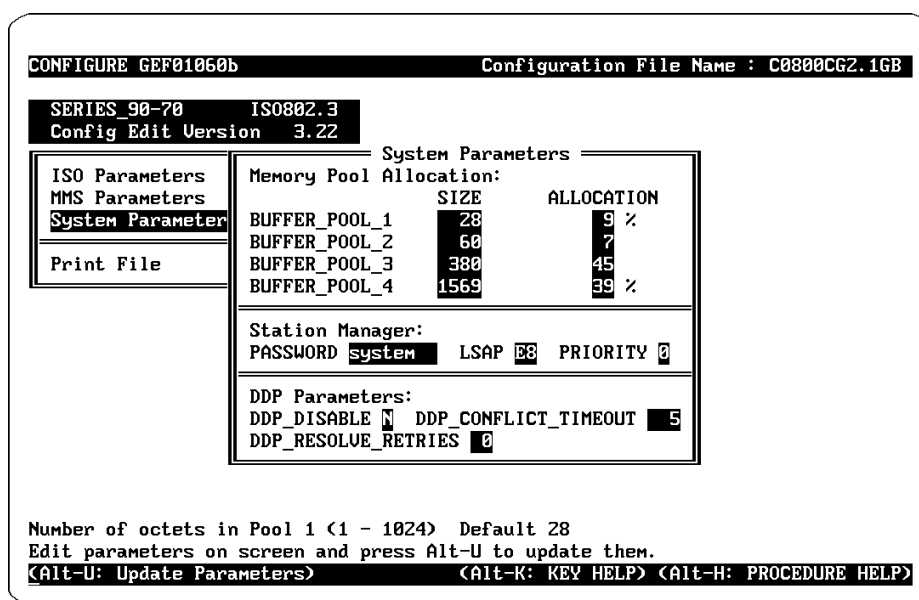 CONFIGURE GEF01060b Configuration File Name : C0800CG2.1GB
SERIES_90-70 ISO802.3
Config Edit Version 3.22
System Parameters
ISO Parameters
MMS Parameters
System Parameter
Print File
Memory Pool Allocation:
SIZE ALLOCATION
BUFFER_POOL_1 28 9 %
BUFFER_POOL_2 60 7
BUFFER_POOL_3 380 45
BUFFER_POOL_4 1569 39 %
Station Manager:
PASSWORD system LSAP E8 PRIORITY 0
DDP Parameters:
DDP_DISABLE N DDP_CONFLICT_TIMEOUT 5
DDP_RESOLVE_RETRIES 0
Number of octets in Pool 1 (1 - 1024) Default 28
Edit parameters on screen and press Alt-U to update them.
(Alt-U: Update Parameters) (Alt-K: KEY HELP) (Alt-H: PROCEDURE HELP)